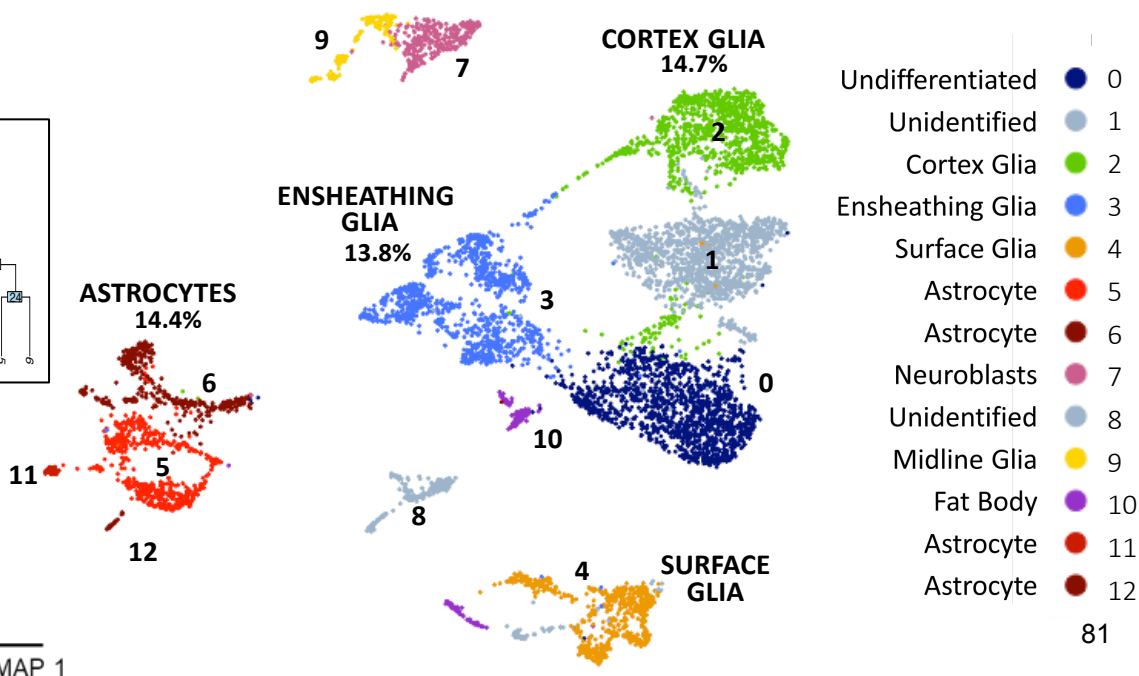 9
7
CORTEX GLIA
14.7%
2
ENSHEATHING
GLIA
13.8%
1
3
24
5
6
ASTROCYTES
14.4%
6
0
10
5
11
8
12
4
SURFACE
GLIA
Undifferentiated 0
Unidentified 1
Cortex Glia 2
Ensheathing Glia 3
Surface Glia 4
Astrocyte 5
Astrocyte 6
Neuroblasts 7
Unidentified 8
Midline Glia 9
Fat Body 10
Astrocyte 11
Astrocyte 12
81
MAP 1